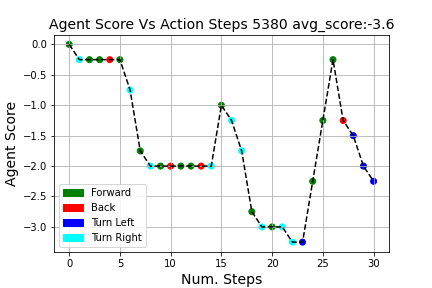 Agent Score Vs Action Steps 5380 avg_score:-3.6
Agent Score
0.0
−0.5
−1.0
−1.5
−2.0
−2.5
−3.0
Forward
Back
Turn Left
Turn Right
0 5 10 15 20 25 30
Num. Steps